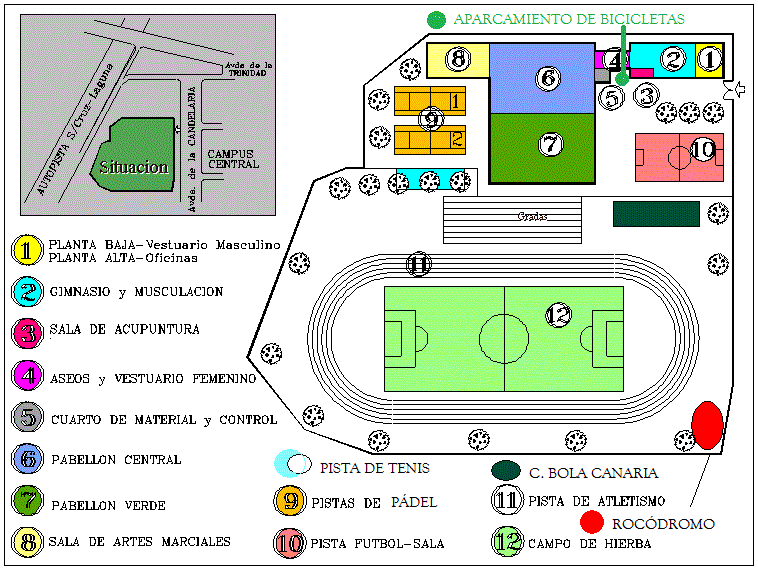 APARCAMIENTO DE BICICLETAS
Avda de la
TRINIDAD
AUTOPISTA S/Cruz-Laguna
Avda. de la CANDELARIA
CAMPUS
CENTRAL
Situacion
8
6
4
2
1
5
3
1
9
2
7
10
Gradas
11
12
1 PLANTA BAJA-Vestuario Masculino
PLANTA ALTA-Oficinas
2 GIMNASIO y MUSCULACION
3 SALA DE ACUPUNTURA
4 ASEOS y VESTUARIO FEMENINO
5 CUARTO DE MATERIAL y CONTROL
6 PABELLON CENTRAL
7 PABELLON VERDE
8 SALA DE ARTES MARCIALES
PISTA DE TENIS
9 PISTAS DE PÁDEL
10 PISTA FUTBOL-SALA
C. BOLA CANARIA
11 PISTA DE ATLETISMO
ROCÓDROMO
12 CAMPO DE HIERBA